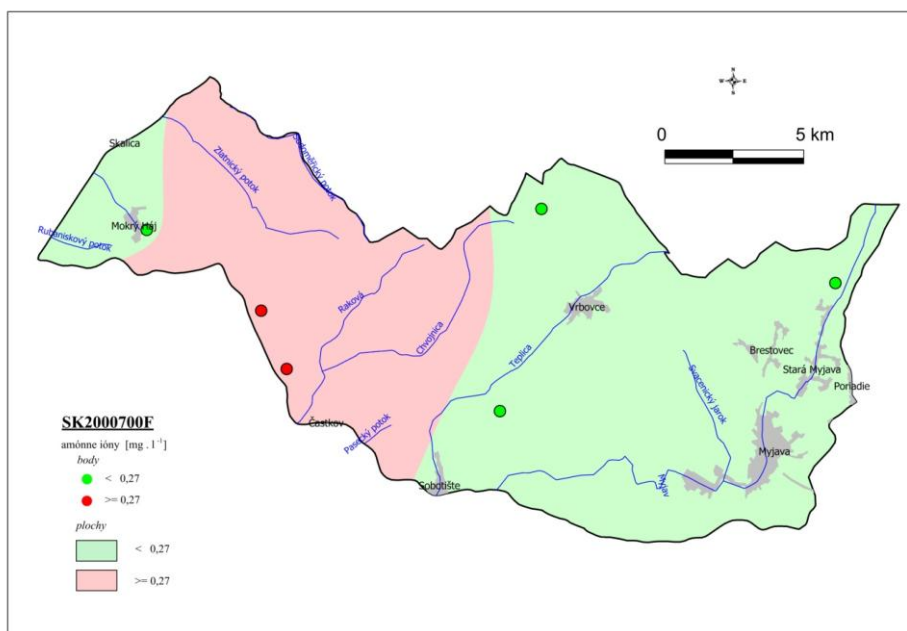 N
W E
S
0 5 km
Skalica
Zlatnický potok
Mokrý Háj
Rubaniskový potok
Raková
Chvojnica
Vrbovce
Teplica
Brestovec
Stará Myjava
Poriadie
Svacenický jarok
Častkov
Pasecký potok
Myjava
Sobotište
Myjav
SK2000700F
amónne ióny [mg . l⁻¹]
body
< 0,27
>= 0,27
plochy
< 0,27
>= 0,27